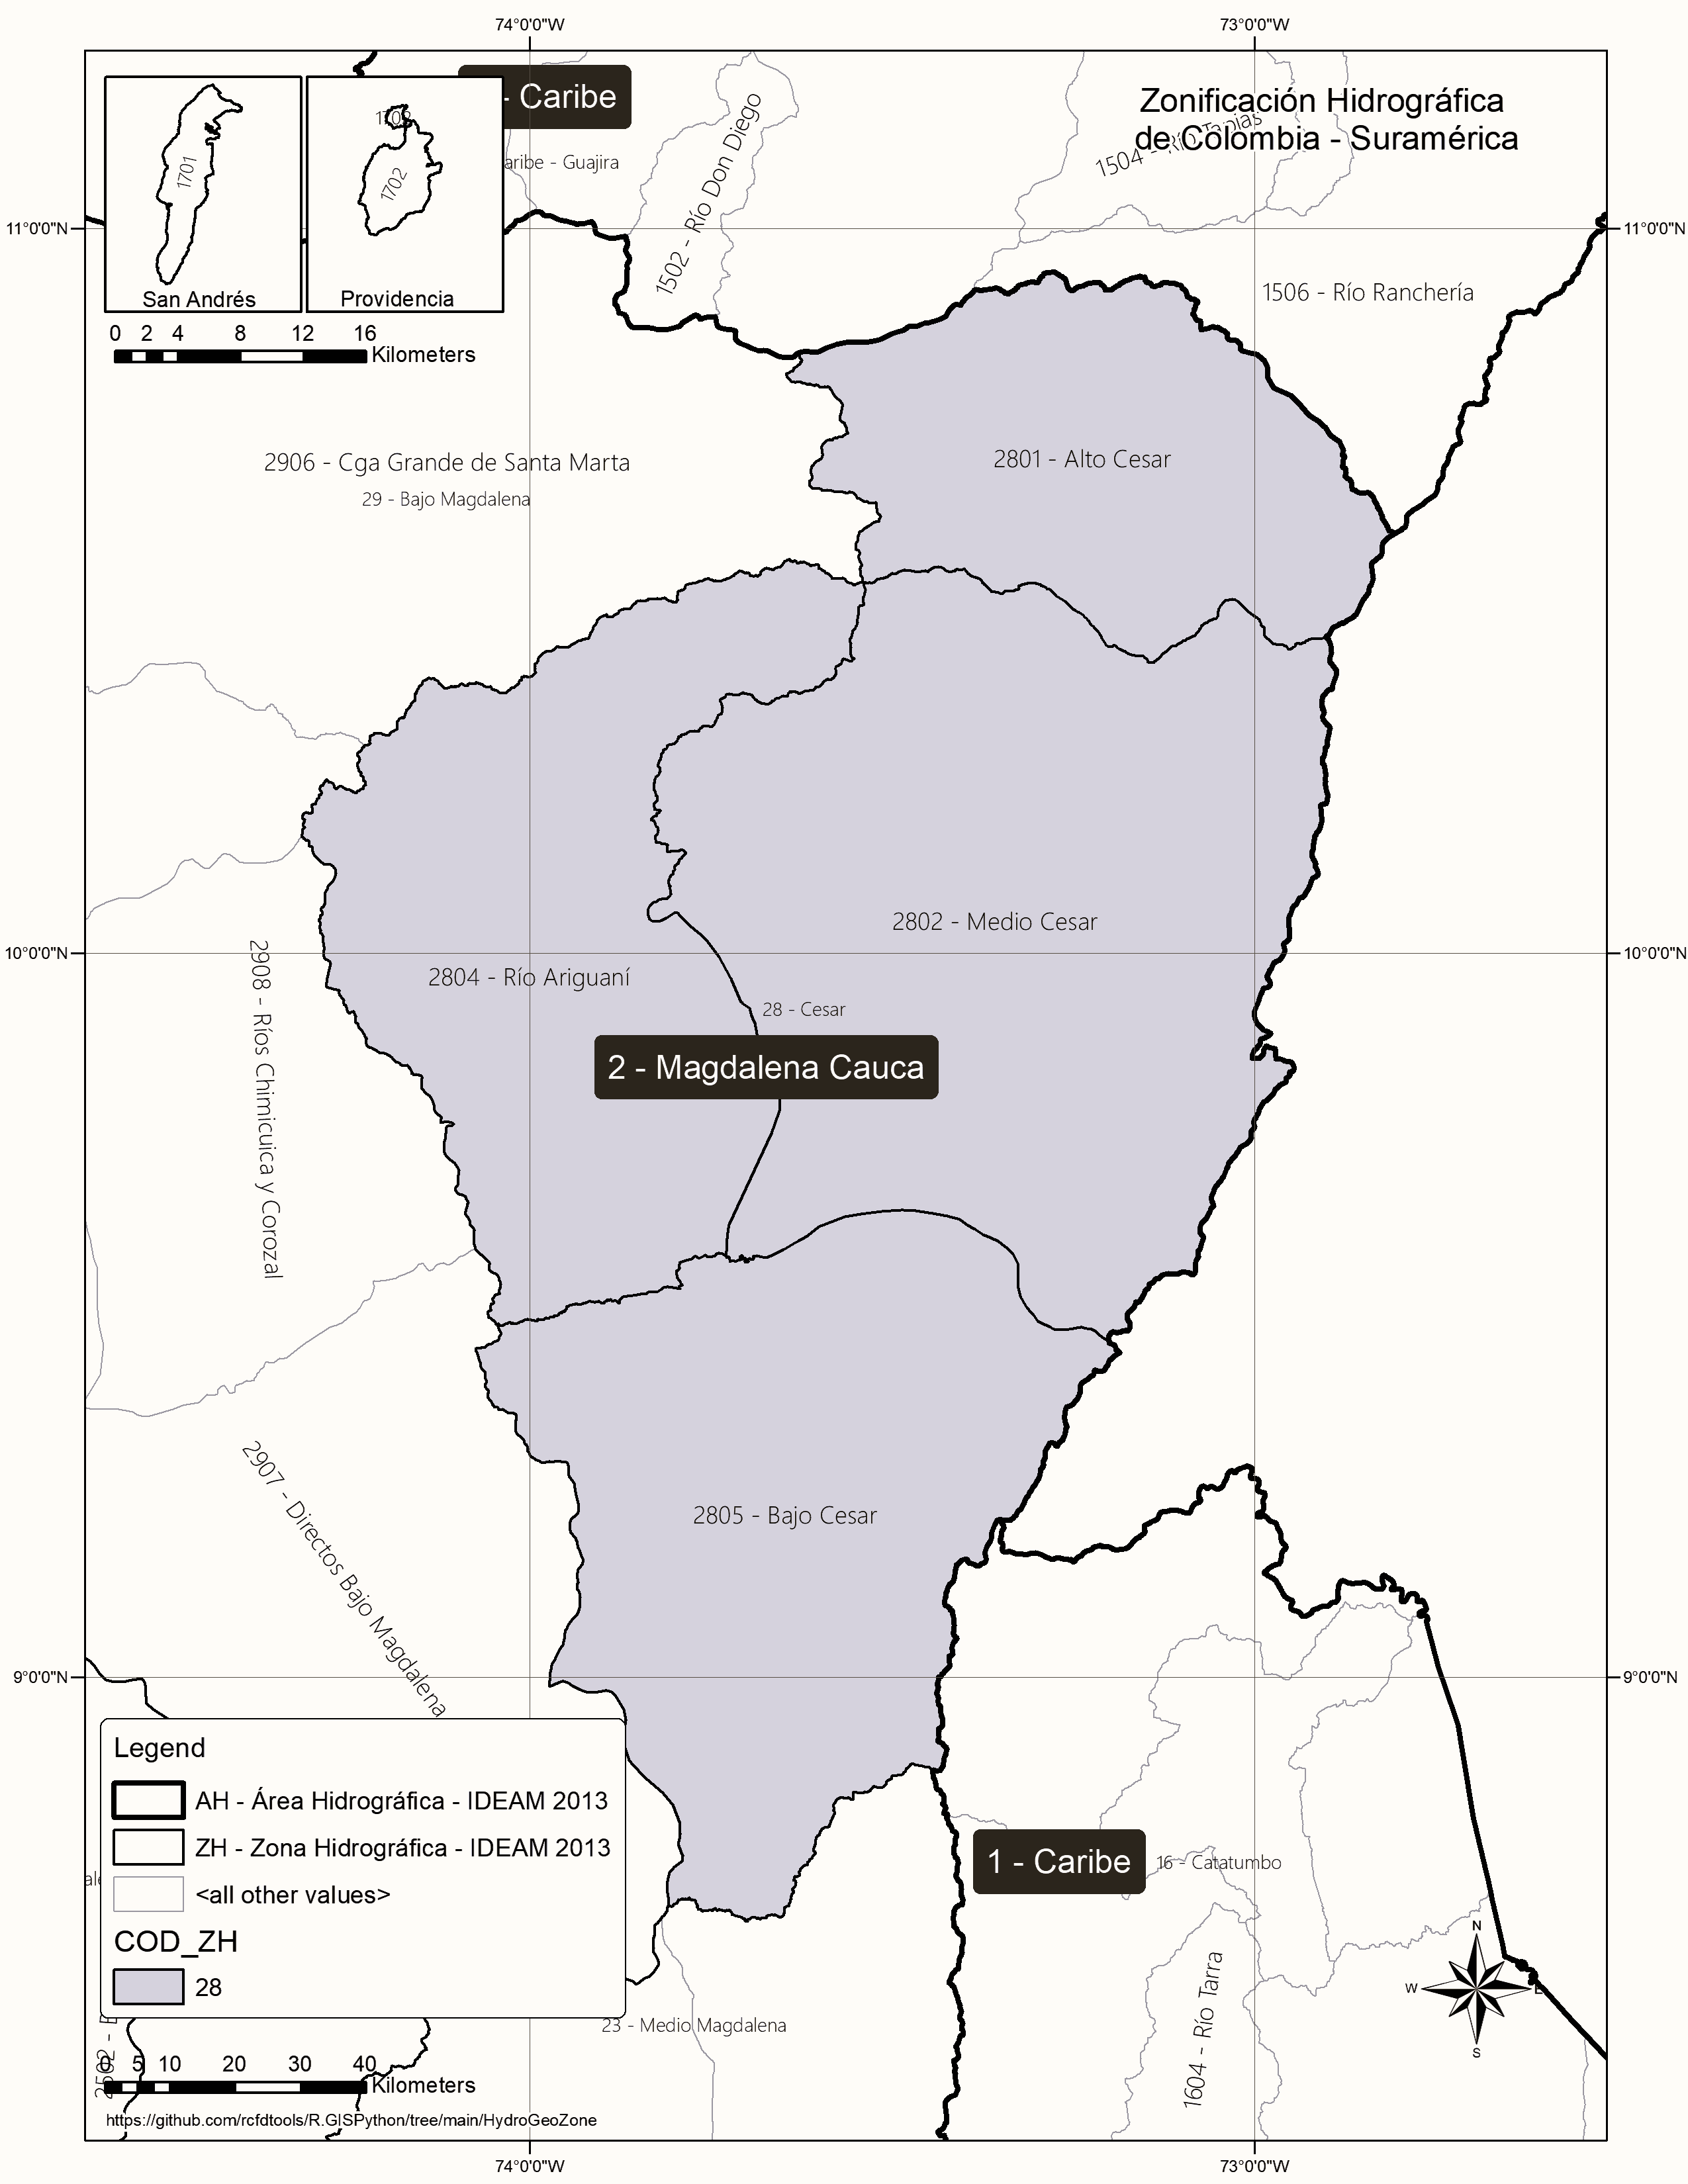 74°0'0"W
73°0'0"W
- Caribe
Zonificación Hidrográfica
de Colombia - Suramérica
1701
San Andrés
1702
Providencia
aribe - Guajira
1502 - Río Don Diego
1504 - Río Tapias
11°0'0"N
11°0'0"N
1506 - Río Ranchería
0 2 4 8 12 16
Kilometers
2906 - Cga Grande de Santa Marta
29 - Bajo Magdalena
2801 - Alto Cesar
2802 - Medio Cesar
10°0'0"N
10°0'0"N
2804 - Río Ariguaní
28 - Cesar
2 - Magdalena Cauca
2908 - Ríos Chimicuica y Corozal
2907 - Directos Bajo Magdalena
2805 - Bajo Cesar
9°0'0"N
9°0'0"N
Legend
AH - Área Hidrográfica - IDEAM 2013
ZH - Zona Hidrográfica - IDEAM 2013
<all other values>
COD_ZH
28
1 - Caribe
16 - Catatumbo
1604 - Río Tarra
N
W
E
S
23 - Medio Magdalena
0 5 10 20 30 40
Kilometers
https://github.com/rcfdtools/R.GISPython/tree/main/HydroGeoZone
74°0'0"W
73°0'0"W